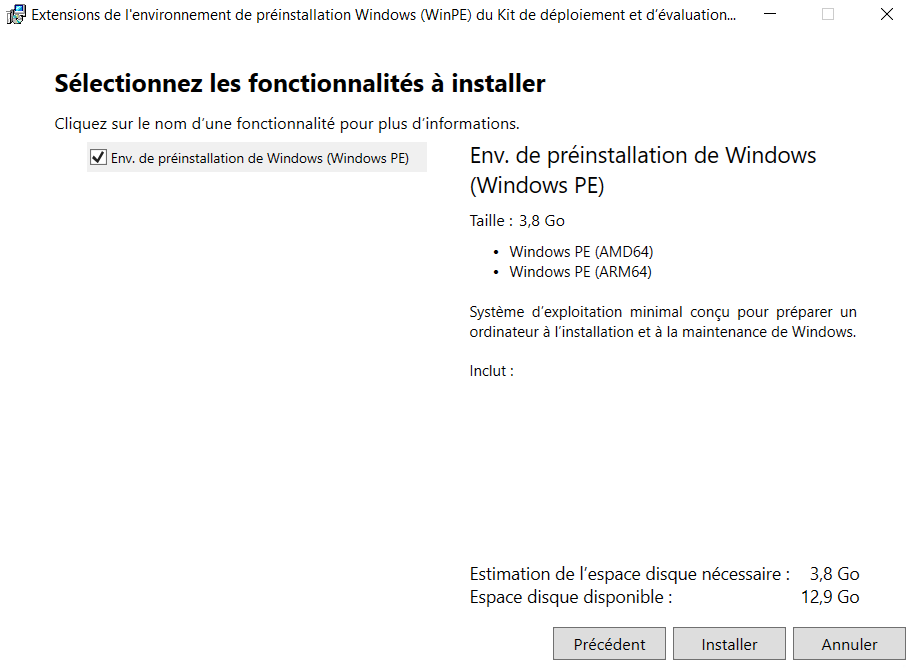 Extensions de l'environnement de préinstallation Windows (WinPE) du Kit de déploiement et d’évaluation...
Sélectionnez les fonctionnalités à installer
Cliquez sur le nom d’une fonctionnalité pour plus d’informations.
Env. de préinstallation de Windows (Windows PE)
Env. de préinstallation de Windows
(Windows PE)
Taille : 3,8 Go
• Windows PE (AMD64)
• Windows PE (ARM64)
Système d’exploitation minimal conçu pour préparer un
ordinateur à l’installation et à la maintenance de Windows.
Inclut :
Estimation de l’espace disque nécessaire : 3,8 Go
Espace disque disponible : 12,9 Go
Précédent Installer Annuler